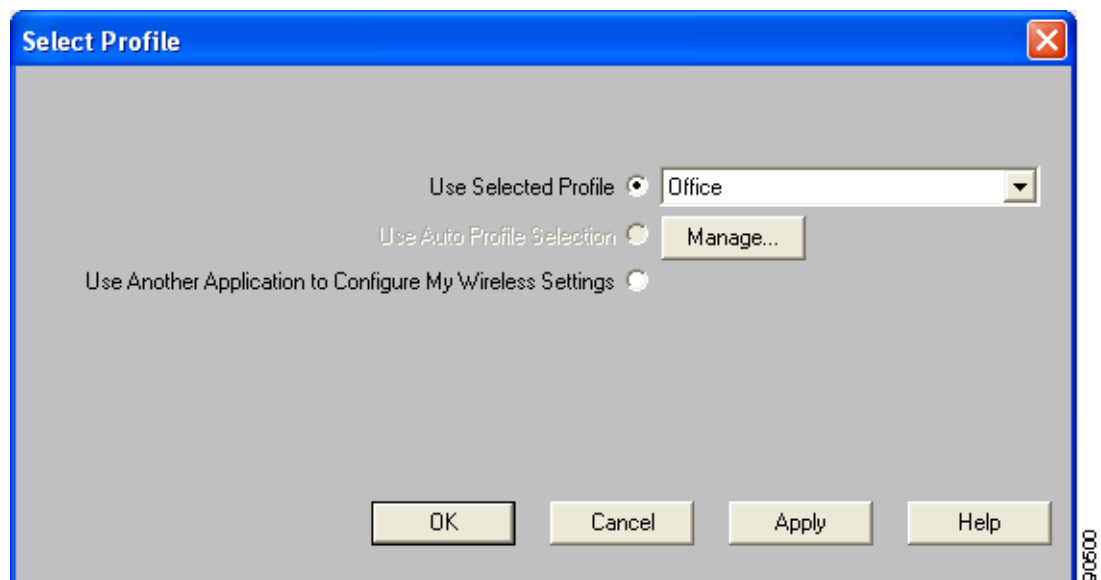 Select Profile
Use Selected Profile Office
Use Auto Profile Selection Manage...
Use Another Application to Configure My Wireless Settings
OK Cancel Apply Help
90500